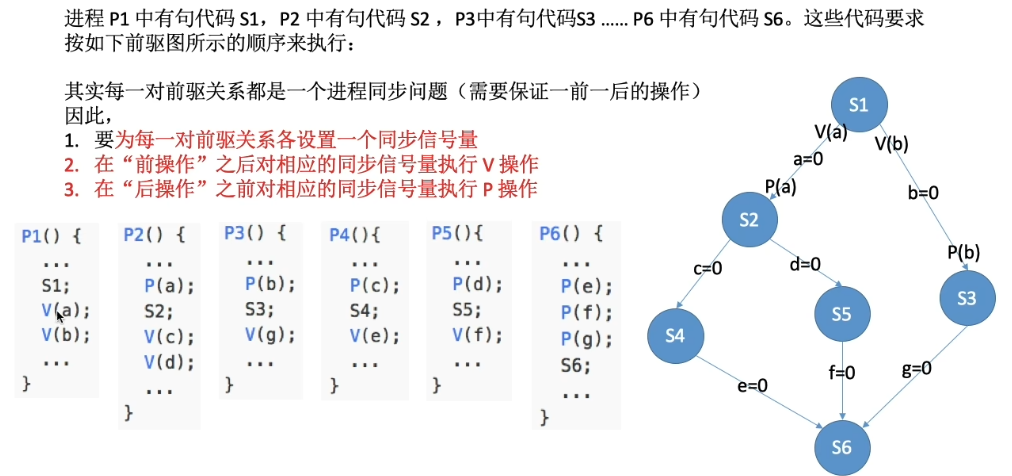 进程 P1 中有句代码 S1，P2 中有句代码 S2 ，P3中有句代码S3 …… P6 中有句代码 S6。这些代码要求
按如下前驱图所示的顺序来执行：
其实每一对前驱关系都是一个进程同步问题（需要保证一前一后的操作）
因此，
1. 要为每一对前驱关系各设置一个同步信号量
2. 在“前操作”之后对相应的同步信号量执行 V 操作
3. 在“后操作”之前对相应的同步信号量执行 P 操作
P1() {
...
S1;
V(a);
V(b);
...
}
P2() {
...
P(a);
S2;
V(c);
V(d);
...
}
P3() {
...
P(b);
S3;
V(g);
...
}
P4(){
...
P(c);
S4;
V(e);
...
}
P5(){
...
P(d);
S5;
V(f);
...
}
P6() {
...
P(e);
P(f);
P(g);
S6;
...
}
S1
V(a)
V(b)
a=0
P(a)
b=0
S2
P(b)
c=0
d=0
S3
S5
S4
e=0
f=0
g=0
S6